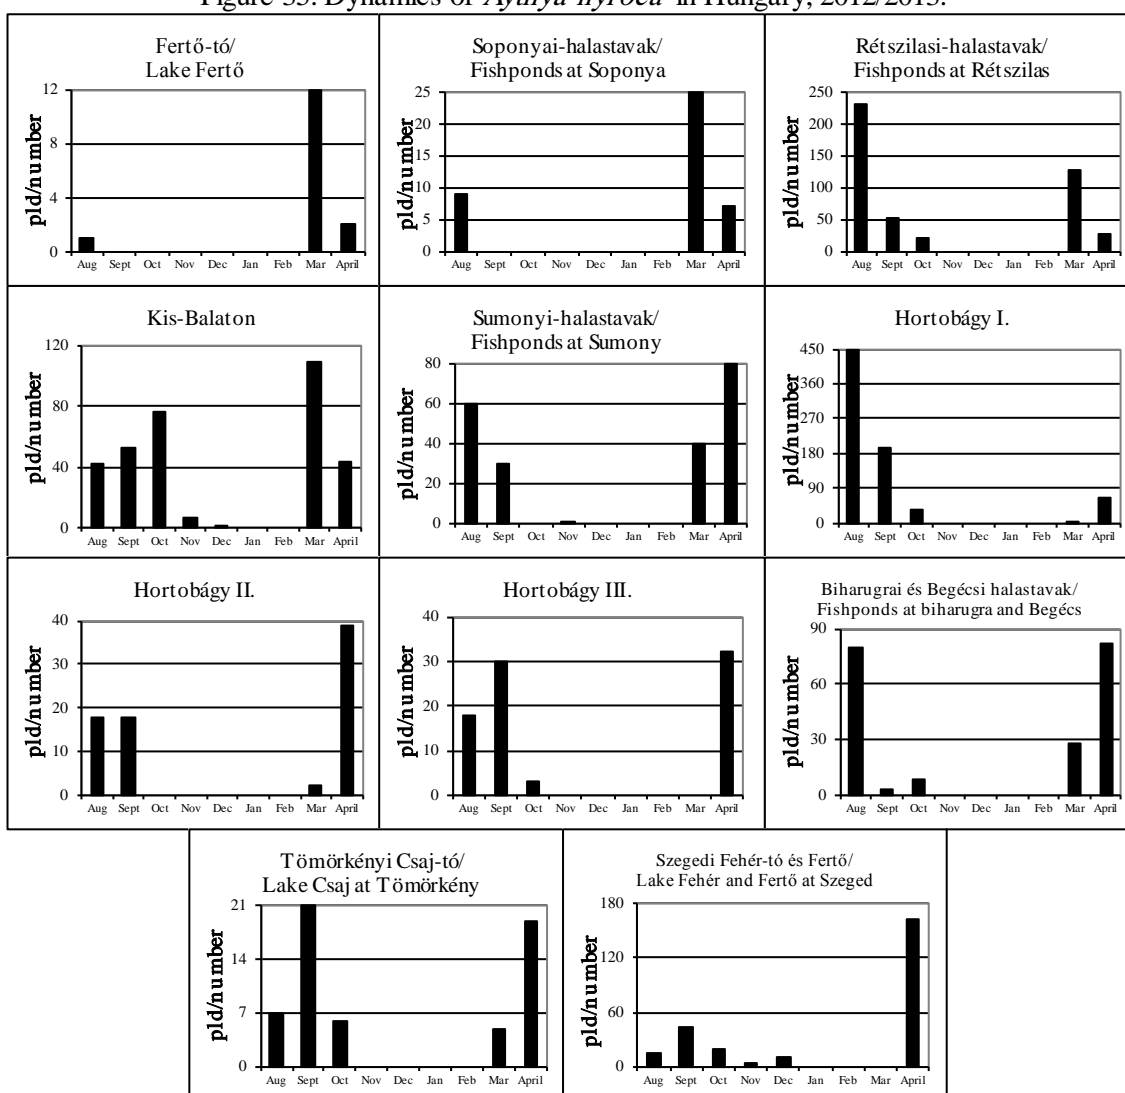 Figure 35. Dynamics of Aythya nyroca in Hungary, 2012/2013.
Fertő-tó/
Lake Fertő
pld/number
12
8
4
0
Aug Sept Oct Nov Dec Jan Feb Mar April
Soponyai-halastavak/
Fishponds at Soponya
pld/number
25
20
15
10
5
0
Aug Sept Oct Nov Dec Jan Feb Mar April
Rétszilasi-halastavak/
Fishponds at Rétszilas
pld/number
250
200
150
100
50
0
Aug Sept Oct Nov Dec Jan Feb Mar April
Kis-Balaton
pld/number
120
80
40
0
Aug Sept Oct Nov Dec Jan Feb Mar April
Sumonyi-halastavak/
Fishponds at Sumony
pld/number
80
60
40
20
0
Aug Sept Oct Nov Dec Jan Feb Mar April
Hortobágy I.
pld/number
450
360
270
180
90
0
Aug Sept Oct Nov Dec Jan Feb Mar April
Hortobágy II.
pld/number
40
30
20
10
0
Aug Sept Oct Nov Dec Jan Feb Mar April
Hortobágy III.
pld/number
40
30
20
10
0
Aug Sept Oct Nov Dec Jan Feb Mar April
Biharugrai és Begécsi halastavak/
Fishponds at biharugra and Begécs
pld/number
90
60
30
0
Aug Sept Oct Nov Dec Jan Feb Mar April
Tömörkényi Csaj-tó/
Lake Csaj at Tömörkény
pld/number
21
14
7
0
Aug Sept Oct Nov Dec Jan Feb Mar April
Szegedi Fehér-tó és Fertő/
Lake Fehér and Fertő at Szeged
pld/number
180
120
60
0
Aug Sept Oct Nov Dec Jan Feb Mar April